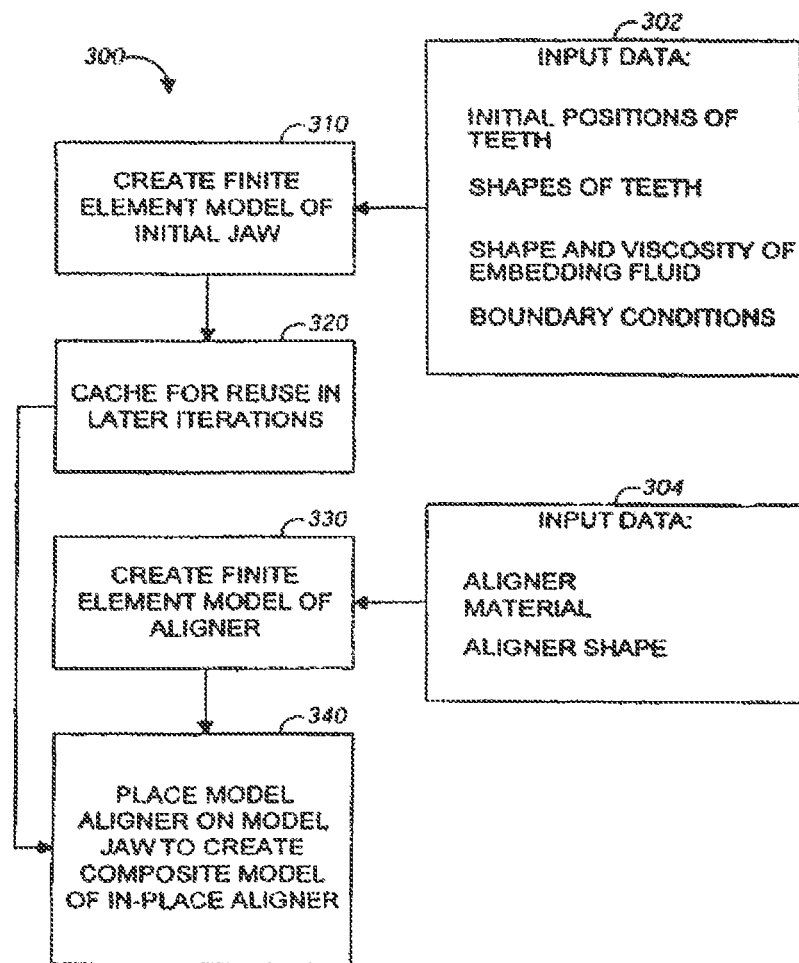 300
302
INPUT DATA:
INITIAL POSITIONS OF
TEETH
SHAPES OF TEETH
SHAPE AND VISCOSITY OF
EMBEDDING FLUID
BOUNDARY CONDITIONS
310
CREATE FINITE
ELEMENT MODEL OF
INITIAL JAW
320
CACHE FOR REUSE IN
LATER ITERATIONS
304
INPUT DATA:
ALIGNER
MATERIAL
ALIGNER SHAPE
330
CREATE FINITE
ELEMENT MODEL OF
ALIGNER
340
PLACE MODEL
ALIGNER ON MODEL
JAW TO CREATE
COMPOSITE MODEL
OF IN-PLACE ALIGNER